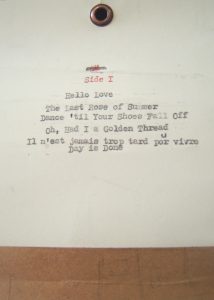 Side I
Hello Love
The Last Rose of Summer
Dance 'til Your Shoes Fall Off
Oh, Had I a Golden Thread
Il n'est jamais trop tard pour vivre
Day is Done